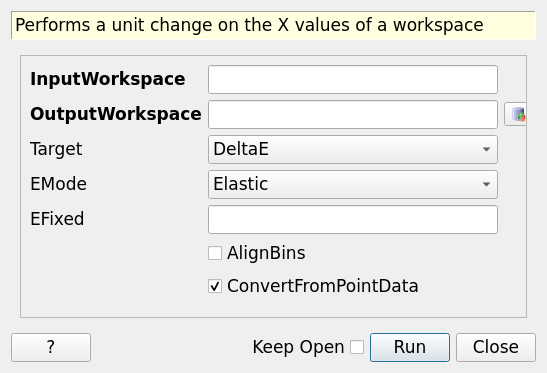 Performs a unit change on the X values of a workspace
InputWorkspace
OutputWorkspace
Target DeltaE
EMode Elastic
EFixed
AlignBins
ConvertFromPointData
? Keep Open Run Close